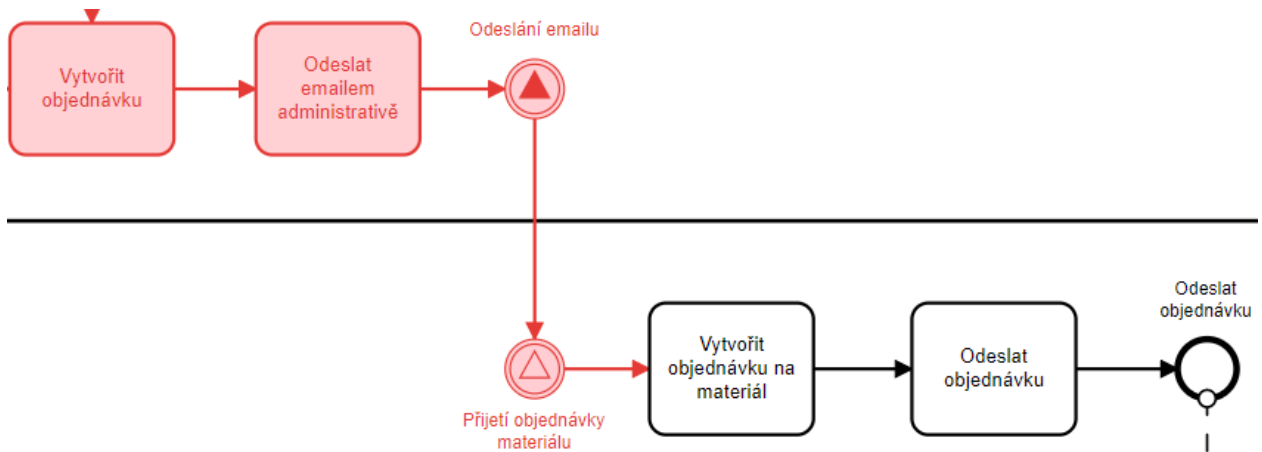 Odeslání emailu
Vytvořit
objednávku
Odeslat
emailem
administrativě
Odeslat
objednávku
Vytvořit
objednávku na
materiál
Odeslat
objednávku
Přijetí objednávky
materiálu